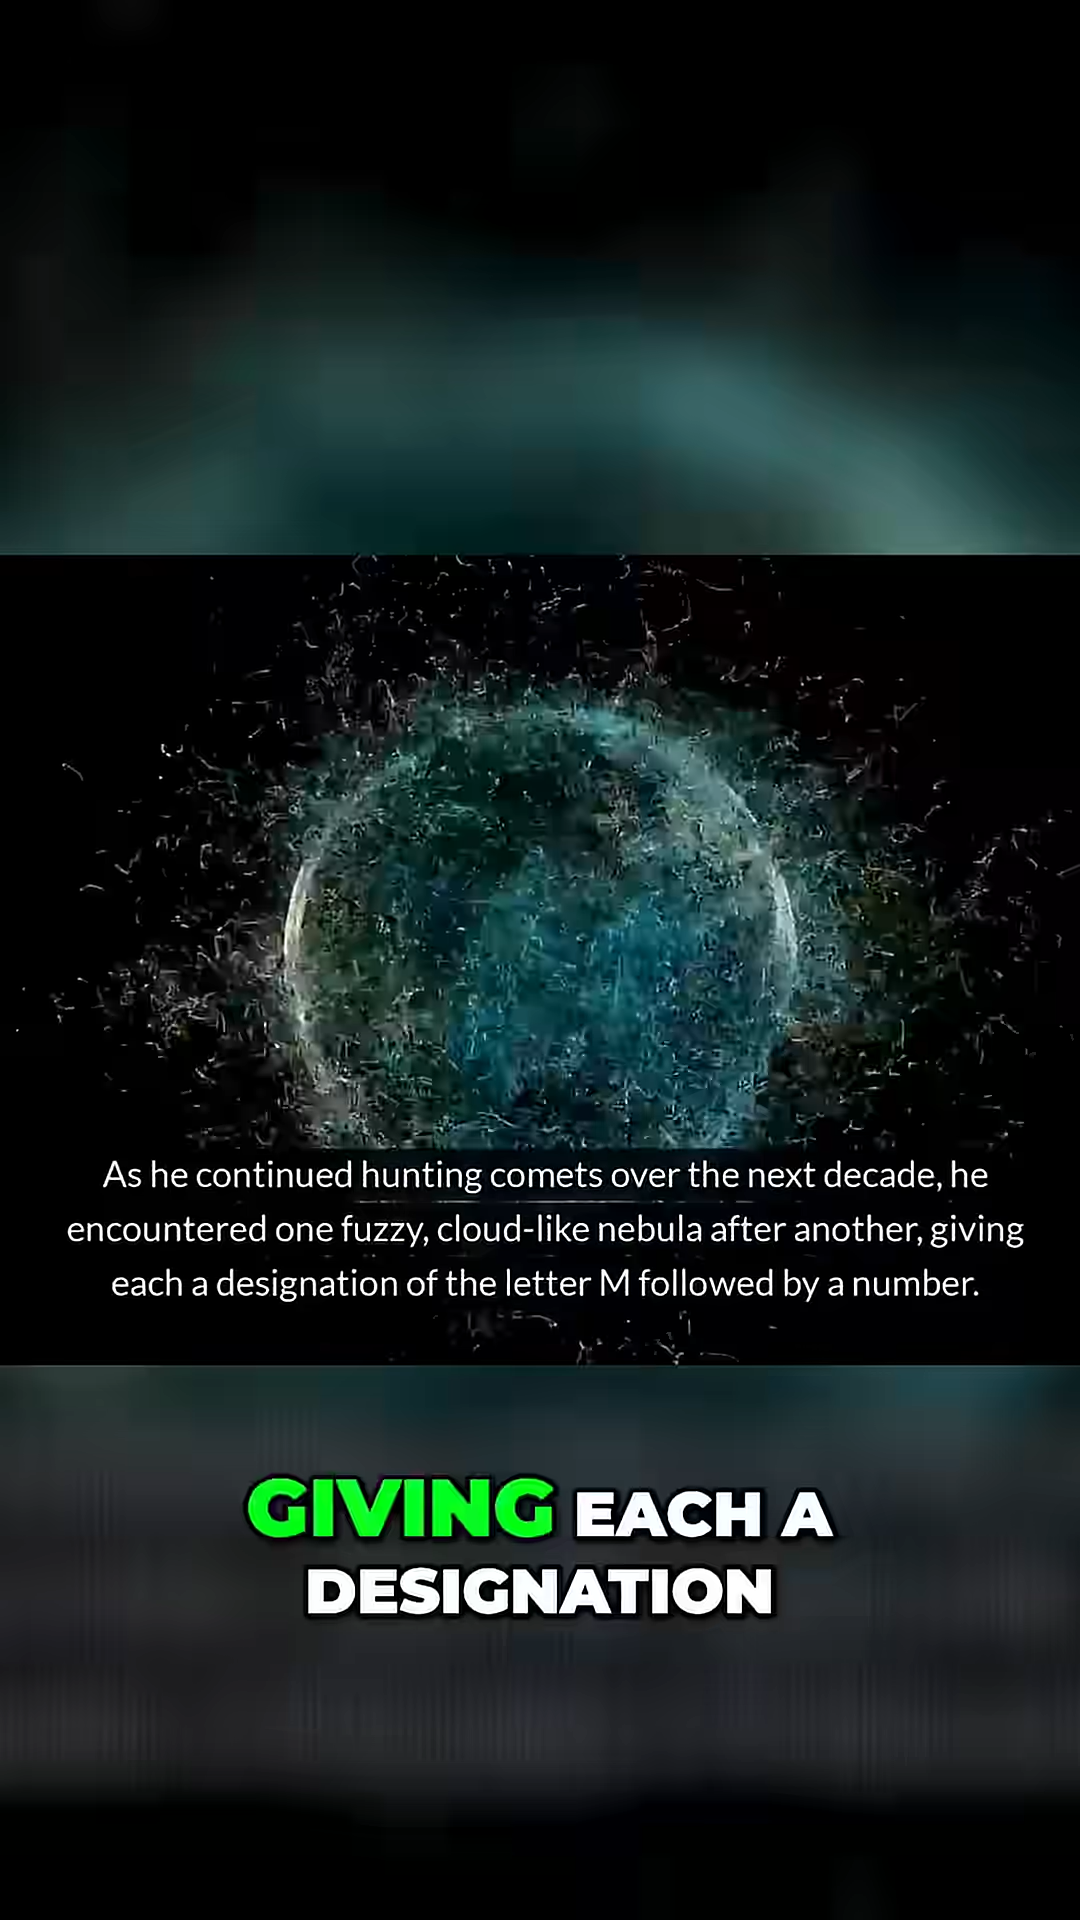 As he continued hunting comets over the next decade, he
encountered one fuzzy, cloud-like nebula after another, giving
each a designation of the letter M followed by a number.
GIVING EACH A
DESIGNATION